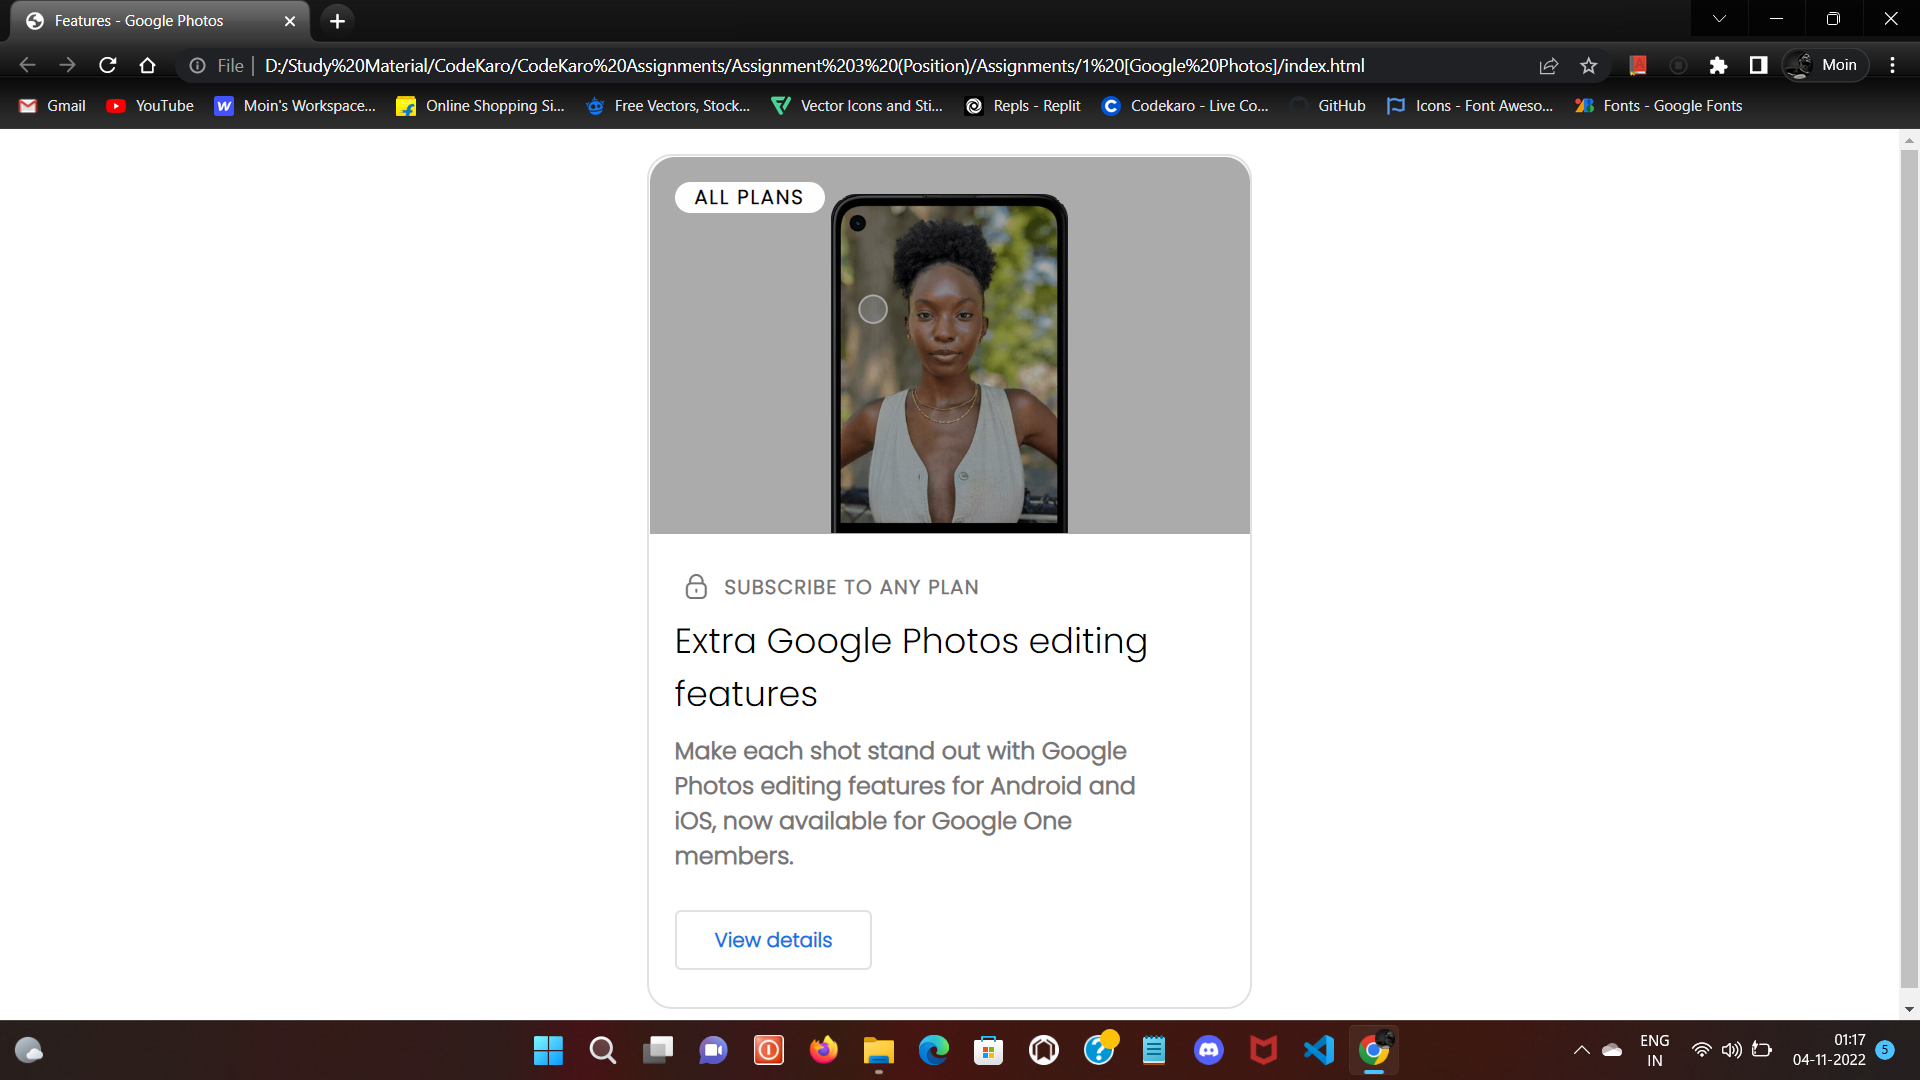 Features - Google Photos
File
D:/Study%20Material/CodeKaro/CodeKaro%20Assignments/Assignment%203%20(Position)/Assignments/1%20[Google%20Photos]/index.html
Moin
Gmail
YouTube
Moin's Workspace...
Online Shopping Si...
Free Vectors, Stock...
Vector Icons and Sti...
Repls - Replit
Codekaro - Live Co...
GitHub
Icons - Font Aweso...
Fonts - Google Fonts
ALL PLANS
SUBSCRIBE TO ANY PLAN
Extra Google Photos editing
features
Make each shot stand out with Google
Photos editing features for Android and
iOS, now available for Google One
members.
View details
ENG
IN
01:17
04-11-2022
5